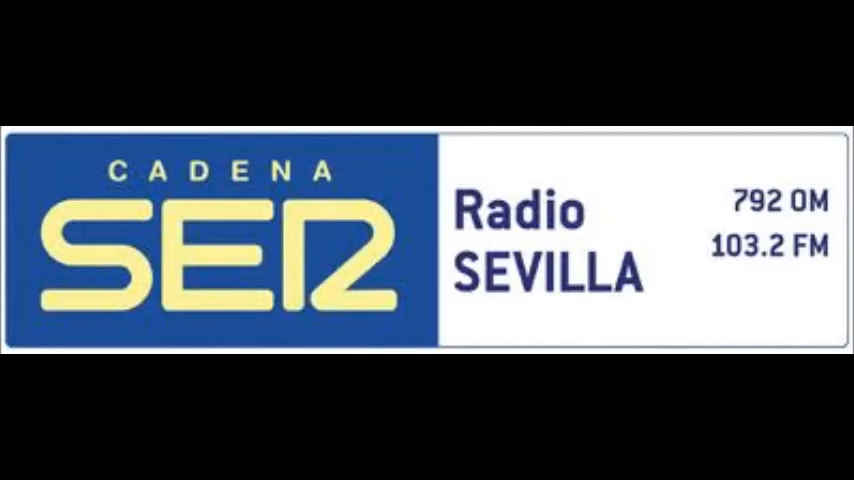 CADENA
SER
Radio
SEVILLA
792 OM
103.2 FM